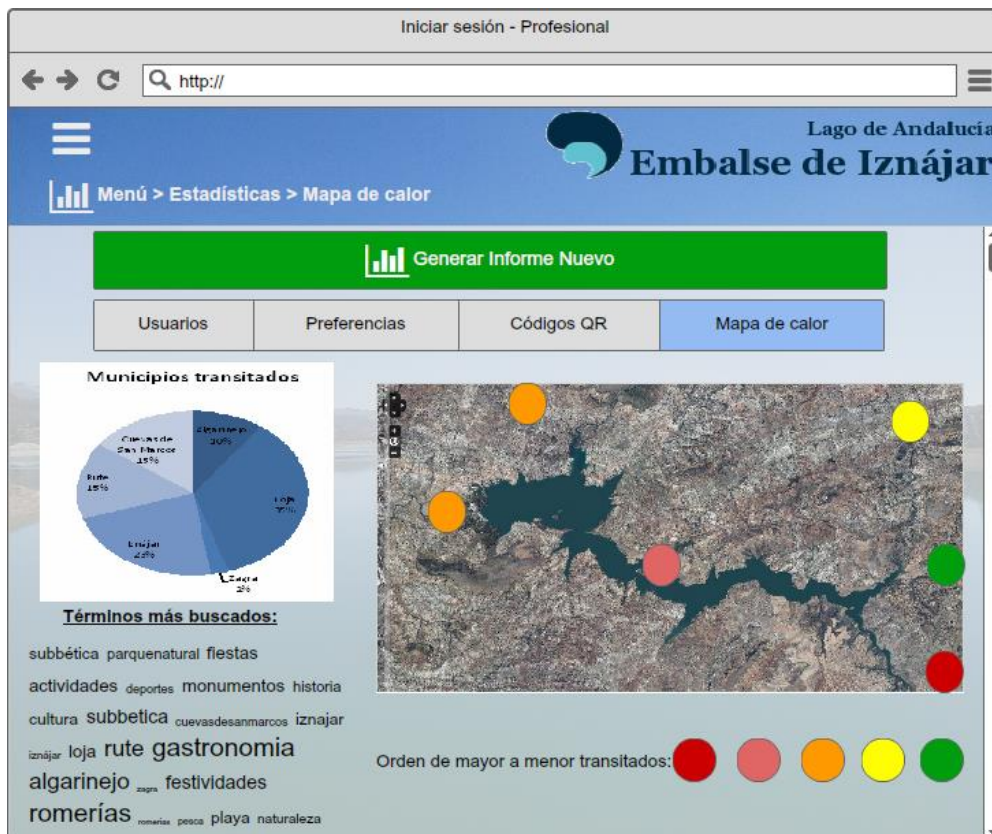 Iniciar sesión - Profesional
http://
Lago de Andalucía
Embalse de Iznájar
Menú > Estadísticas > Mapa de calor
Generar Informe Nuevo
Usuarios
Preferencias
Códigos QR
Mapa de calor
Municipios transitados
Algarinejo
10%
Cuevas de
San Marcos
15%
Rute
15%
Loja
Iznájar
23%
Zagra
2%
Términos más buscados:
subbética parquenatural fiestas
actividades deportes monumentos historia
cultura subbetica cuevasdesanmarcos iznajar
iznájar loja rute gastronomia
algarinejo zagra festividades
romerías romerias pesca playa naturaleza
Orden de mayor a menor transitados: